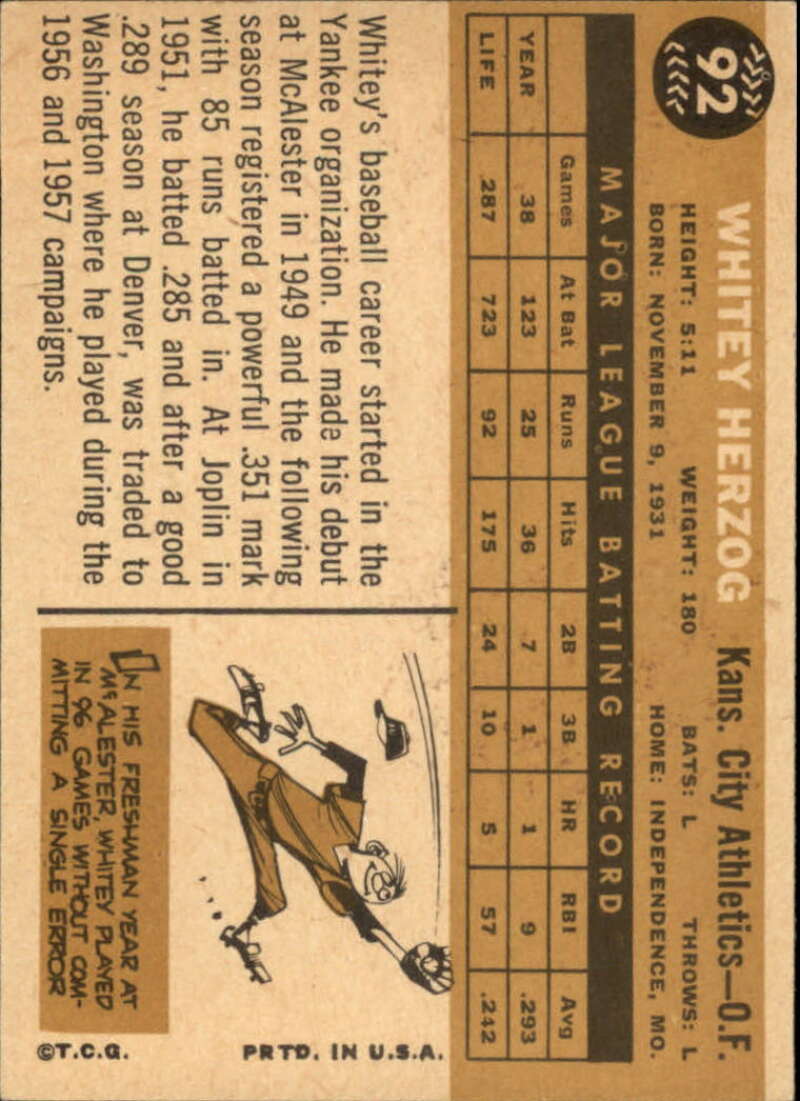 92
WHITEY HERZOG Kans. City Athletics—O.F.
HEIGHT: 5:11 WEIGHT: 180 BATS: L THROWS: L
BORN: NOVEMBER 9, 1931 HOME: INDEPENDENCE, MO.
MAJOR LEAGUE BATTING RECORD
Games At Bat Runs Hits 2B 3B HR RBI Avg
YEAR 38 123 25 36 7 1 1 9 .293
LIFE 287 723 92 175 24 10 5 57 .242
Whitey's baseball career started in the
Yankee organization. He made his debut
at McAlester in 1949 and the following
season registered a powerful .351 mark
with 85 runs batted in. At Joplin in
1951, he batted .285 and after a good
.289 season at Denver, was traded to
Washington where he played during the
1956 and 1957 campaigns.
IN HIS FRESHMAN YEAR AT
McALESTER, WHITEY PLAYED
IN 96 GAMES WITHOUT COM-
MITTING A SINGLE ERROR
©T.C.G. PRTD. IN U.S.A.